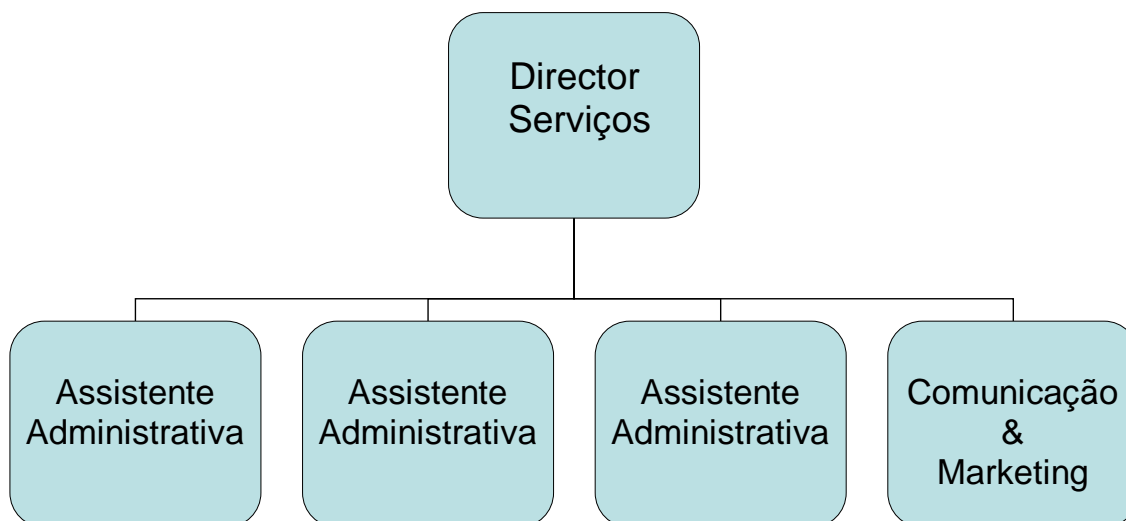 Director
Serviços
Assistente
Administrativa
Assistente
Administrativa
Assistente
Administrativa
Comunicação
&
Marketing